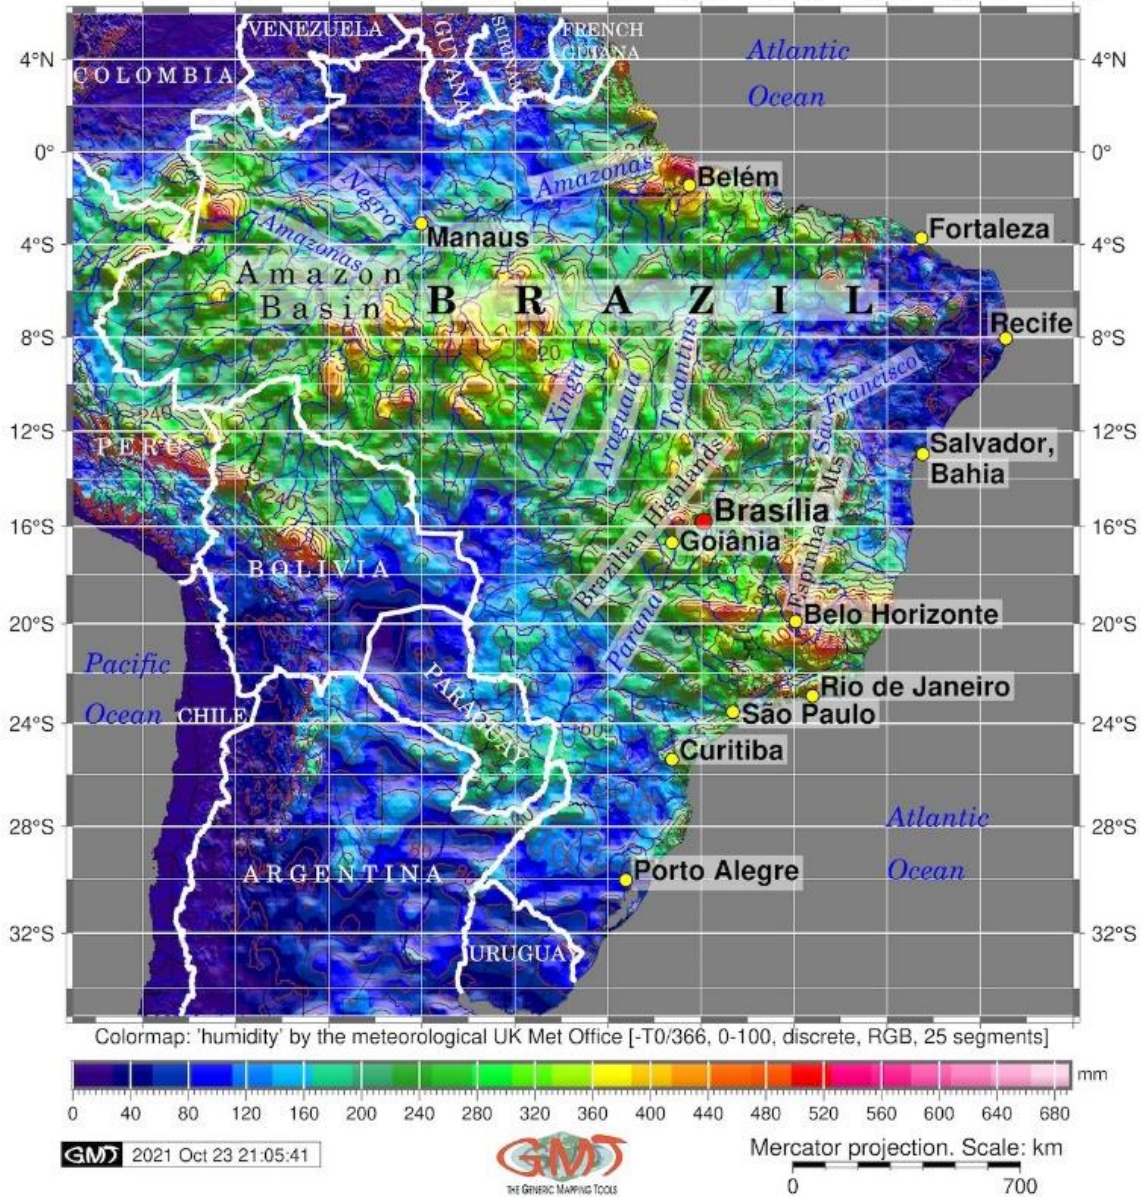 VENEZUELA
GUYANA
SURINAM
FRENCH
GUIANA
Atlantic
Ocean
4°N
4°N
COLOMBIA
0°
0°
Amazonas
Belém
Negro
Manaus
Fortaleza
4°S
4°S
Amazonas
Amazon
Basin
BRAZIL
Recife
8°S
8°S
320
Xingu
Araguaia
Tocantins
São Francisco
240
12°S
12°S
PERU
Salvador,
Bahia
240
Brazilian Highlands
Espinhaço Mts
Brasília
Goiânia
16°S
16°S
BOLIVIA
Paraná
Belo Horizonte
20°S
20°S
Pacific
Ocean
PARAGUAY
Rio de Janeiro
CHILE
São Paulo
24°S
24°S
Curitiba
28°S
28°S
Atlantic
Ocean
ARGENTINA
Porto Alegre
32°S
32°S
URUGUAY
Colormap: 'humidity' by the meteorological UK Met Office [-T0/366, 0-100, discrete, RGB, 25 segments]
mm
0 40 80 120 160 200 240 280 320 360 400 440 480 520 560 600 640 680
GMT 2021 Oct 23 21:05:41
GMT
THE GENERIC MAPPING TOOLS
Mercator projection. Scale: km
0 700